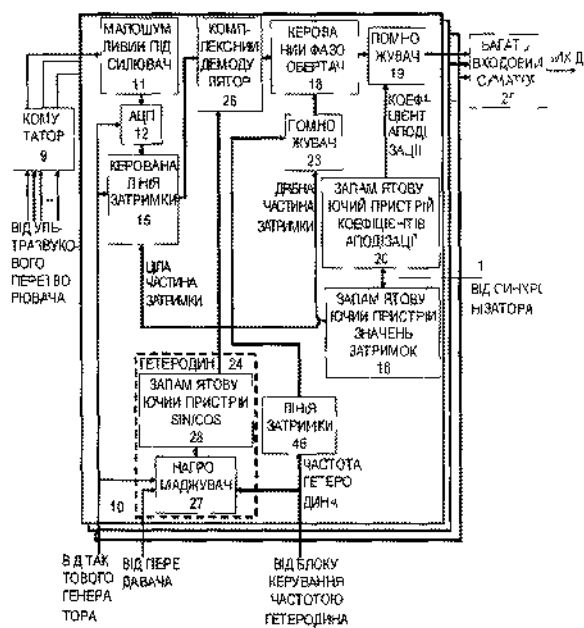 МАЛОШУМ
ЛИВИЙ ПІД
СИЛЮВАЧ
11
КОМП
ЛЕКСНИЙ
ДЕМОДУ
ЛЯТОР
26
КЕРОВА
НИЙ ФАЗО
ОБЕРТАЧ
18
ПОМНО
ЖУВАЧ
19
БАГАТ
ВХОДОВИЙ
СУМАТОР
ВИХІД
КОМУ
ТАТОР
9
АЦП
12
КЕРОВАНА
ЛІНІЯ
ЗАТРИМКИ
15
ПОМНО
ЖУВАЧ
23
КОЕФІ
ЦІЄНТ
АПОДІ
ЗАЦІЇ
ДРІБНА
ЧАСТИНА
ЗАТРИМКИ
ЗАПАМ ЯТОВУ
ЮЧИЙ ПРИСТРІЙ
КОЕФІЦІЄНТІВ
АПОДИЗАЦІЇ
20
ВІД УЛЬ-
ТРАЗВУКО-
ВОГО
ПЕРЕТВО
РЮВАЧА
ЦІЛА
ЧАСТИНА
ЗАТРИМКИ
1
ВІД СИНХРО
НІЗАТОРА
ЗАПАМ ЯТОВУ
ЮЧИЙ ПРИСТРІЙ
ЗНАЧЕНЬ
ЗАТРИМОК
16
ГЕТЕРОДИН 24
ЗАПАМ ЯТОВУ
ЮЧИЙ ПРИСТРІЙ
SIN/COS
28
ЛІНІЯ
ЗАТРИМКИ
46
НАГРО
МАДЖУВАЧ
27
ЧАСТОТА
ГЕТЕРО
ДИНА
10
ВІД ТАК
ТОВОГО
ГЕНЕРА
ТОРА
ВІД ПЕРЕ
ДАВАЧА
ВІД БЛОКУ
КЕРУВАННЯ
ЧАСТОТОЮ
ГЕТЕРОДИНА